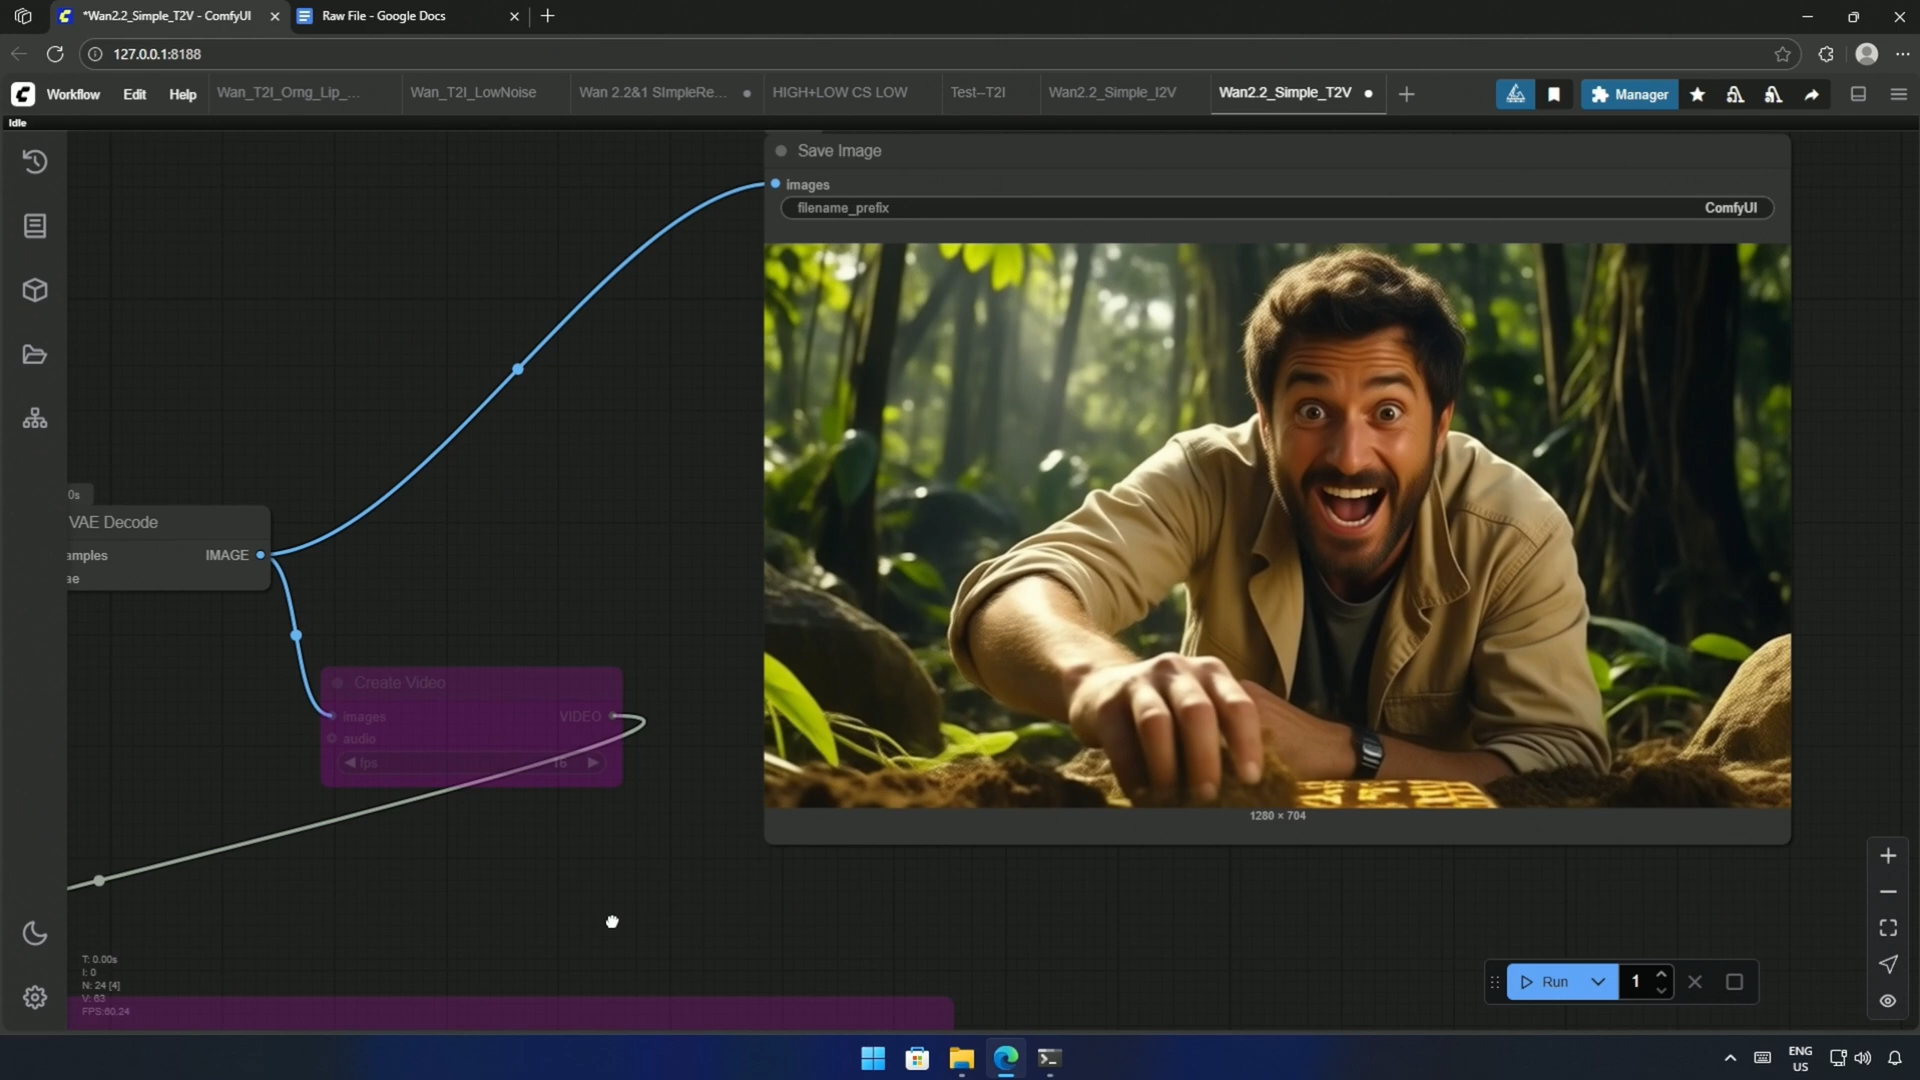 *Wan2.2_Simple_T2V - ComfyUI
Raw File - Google Docs
127.0.0.1:8188
Workflow
Edit
Help
Wan_T2I_Omg_Lip_...
Wan_T2I_LowNoise
Wan 2.2&1 SImpleRe...
HIGH+LOW CS LOW
Test--T2I
Wan2.2_Simple_I2V
Wan2.2_Simple_T2V
Manager
Idle
Save Image
images
filename_prefix
ComfyUI
0s
VAE Decode
amples
IMAGE
ae
Create Video
images
VIDEO
audio
fps
16
1280 × 704
T: 0.00s
I: 0
N: 24 [4]
V: 63
FPS:60.24
Run
1
ENG
US